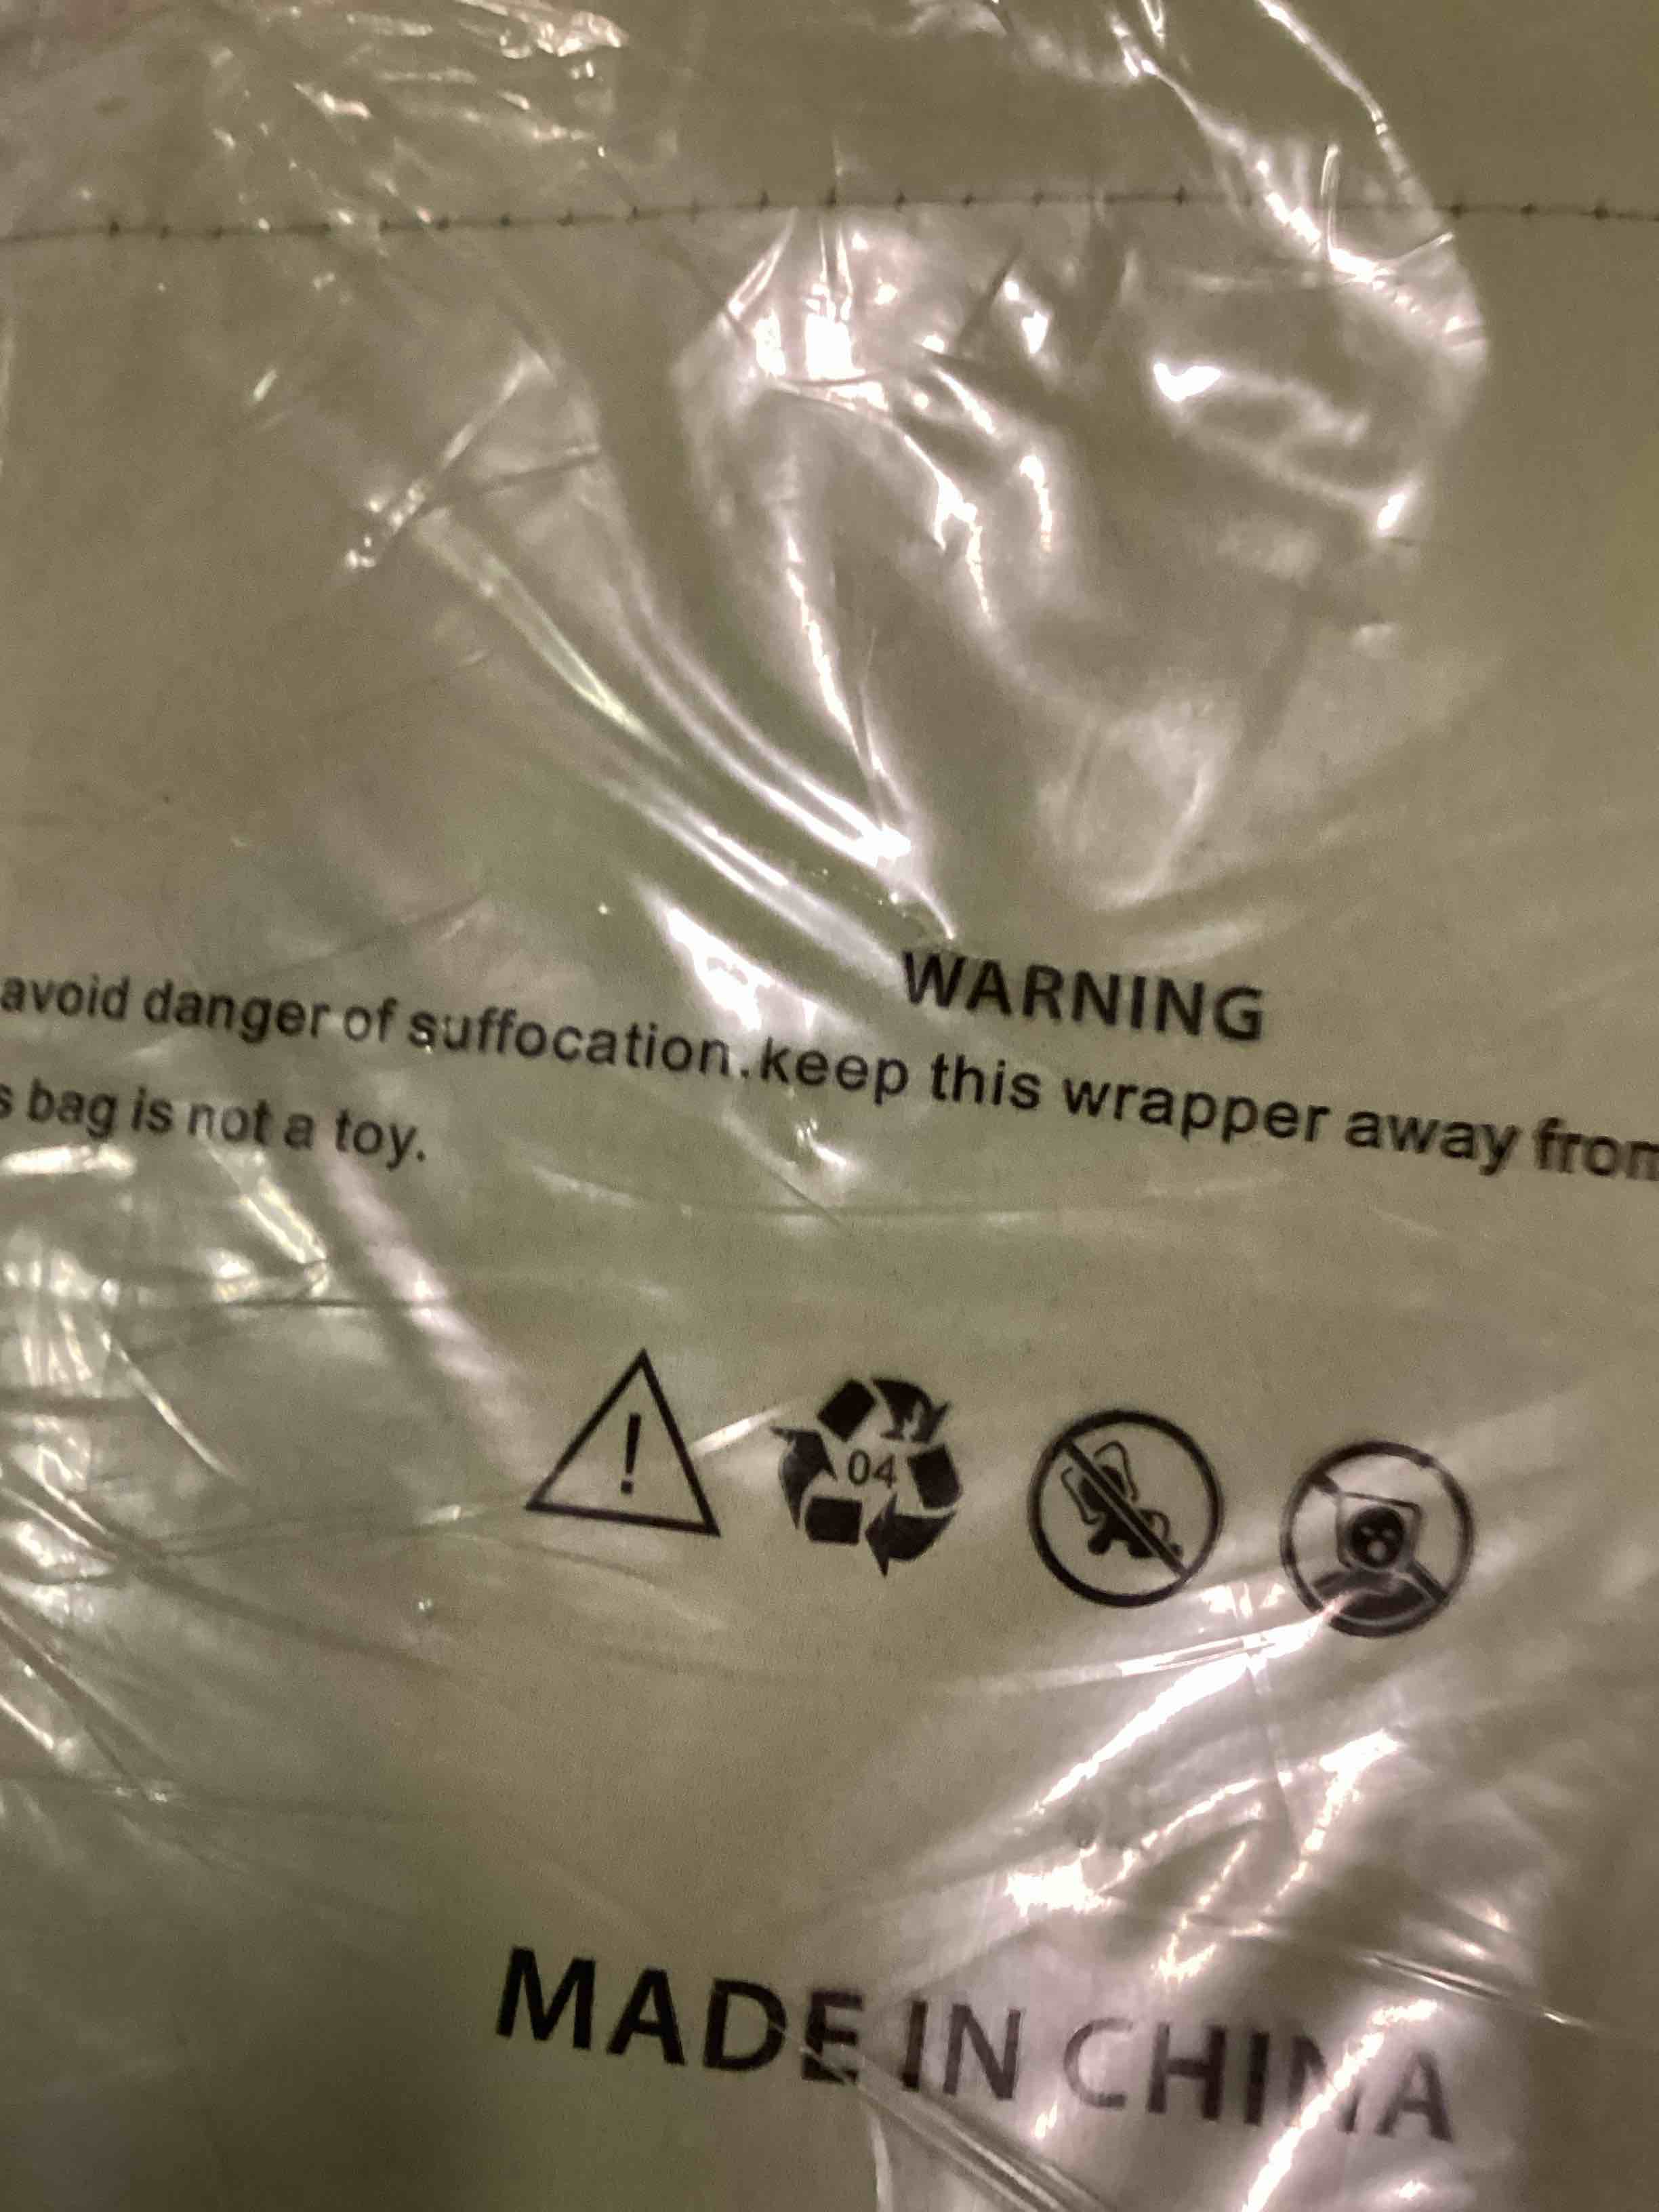 WARNING
avoid danger of suffocation.keep this wrapper away from
bag is not a toy.
!
04
MADE IN CHINA